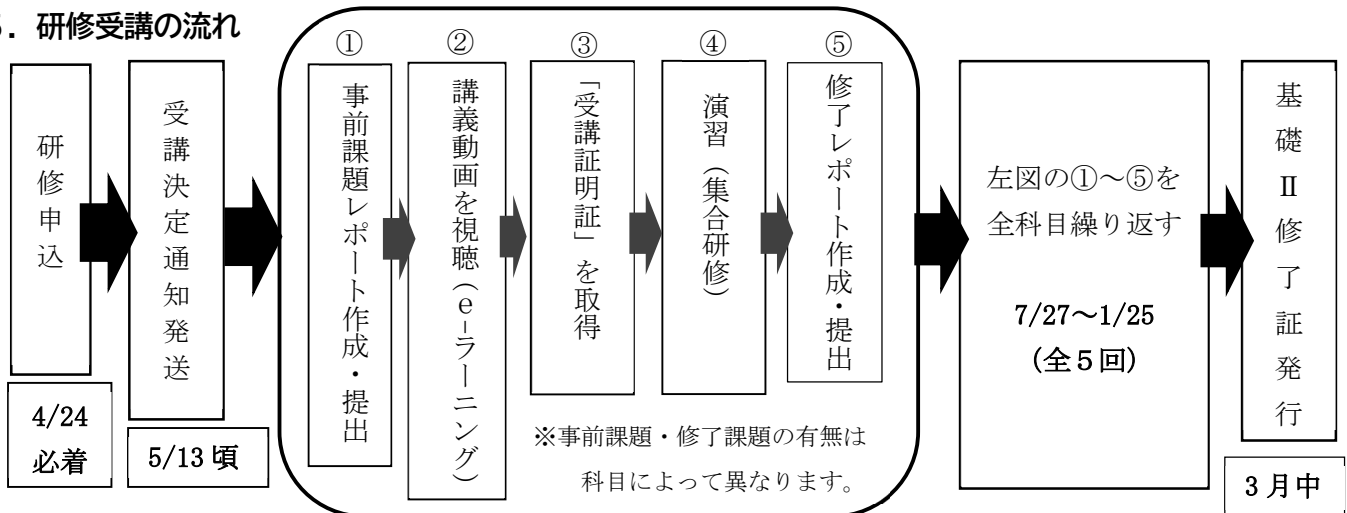 ．研修受講の流れ
研修申込
4/24
必着
受講決定通知発送
5/13頃
①
事前課題レポート作成・提出
②
講義動画を視聴（e-ラーニング）
③
「受講証明証」を取得
④
演習（集合研修）
⑤
修了レポート作成・提出
※事前課題・修了課題の有無は
科目によって異なります。
左図の①～⑤を
全科目繰り返す
7/27～1/25
(全５回)
基礎Ⅱ修了証発行
3月中